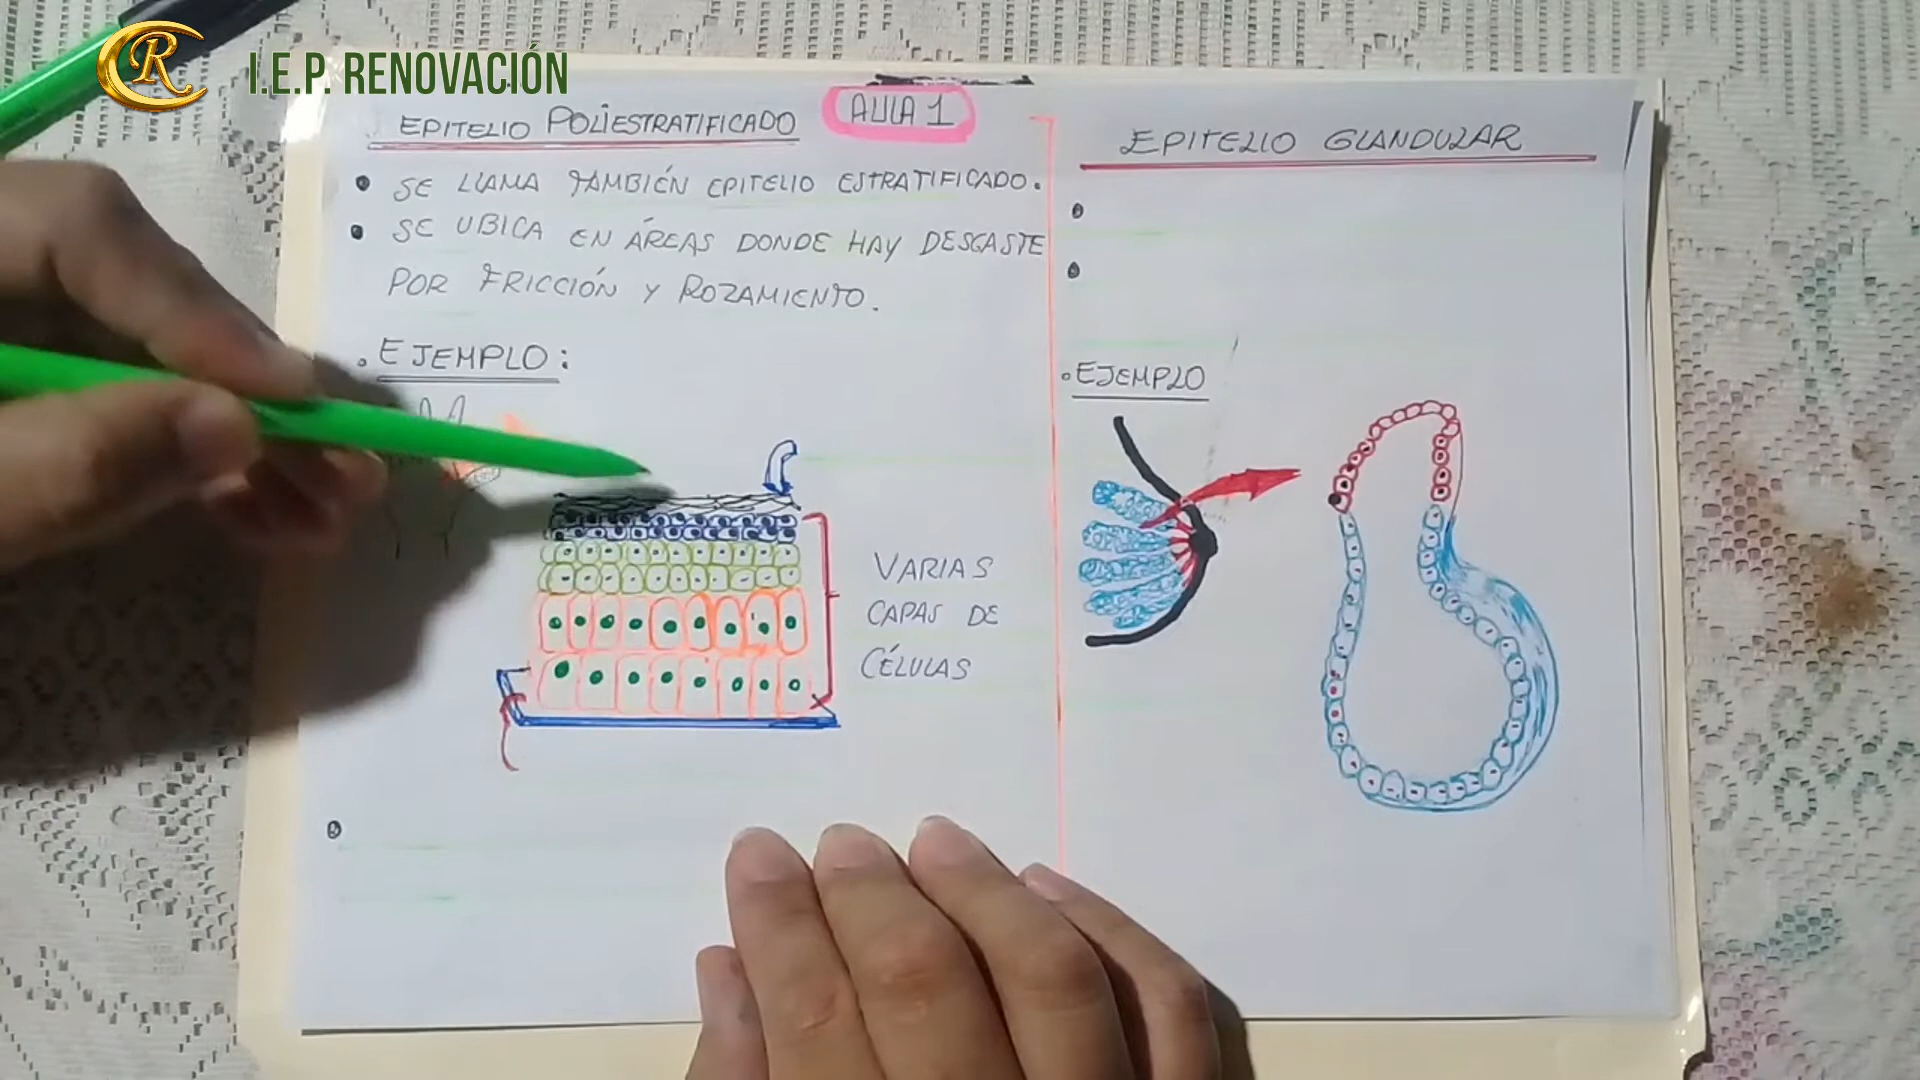 CR I.E.P. RENOVACIÓN
EPITELIO POLIESTRATIFICADO
AULA 1
• SE LLAMA TAMBIÉN EPITELIO ESTRATIFICADO.
• SE UBICA EN ÁREAS DONDE HAY DESGASTE
POR FRICCIÓN Y ROZAMIENTO.
• EJEMPLO:
VARIAS
CAPAS DE
CÉLULAS
EPITELIO GLANDULAR
• EJEMPLO